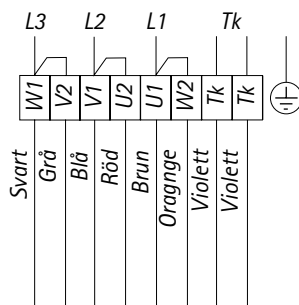 L3 L2 L1 Tk
W1 V2 V1 U2 U1 W2 Tk Tk
Svart Grå Blå Röd Brun Oragnge Violett Violett